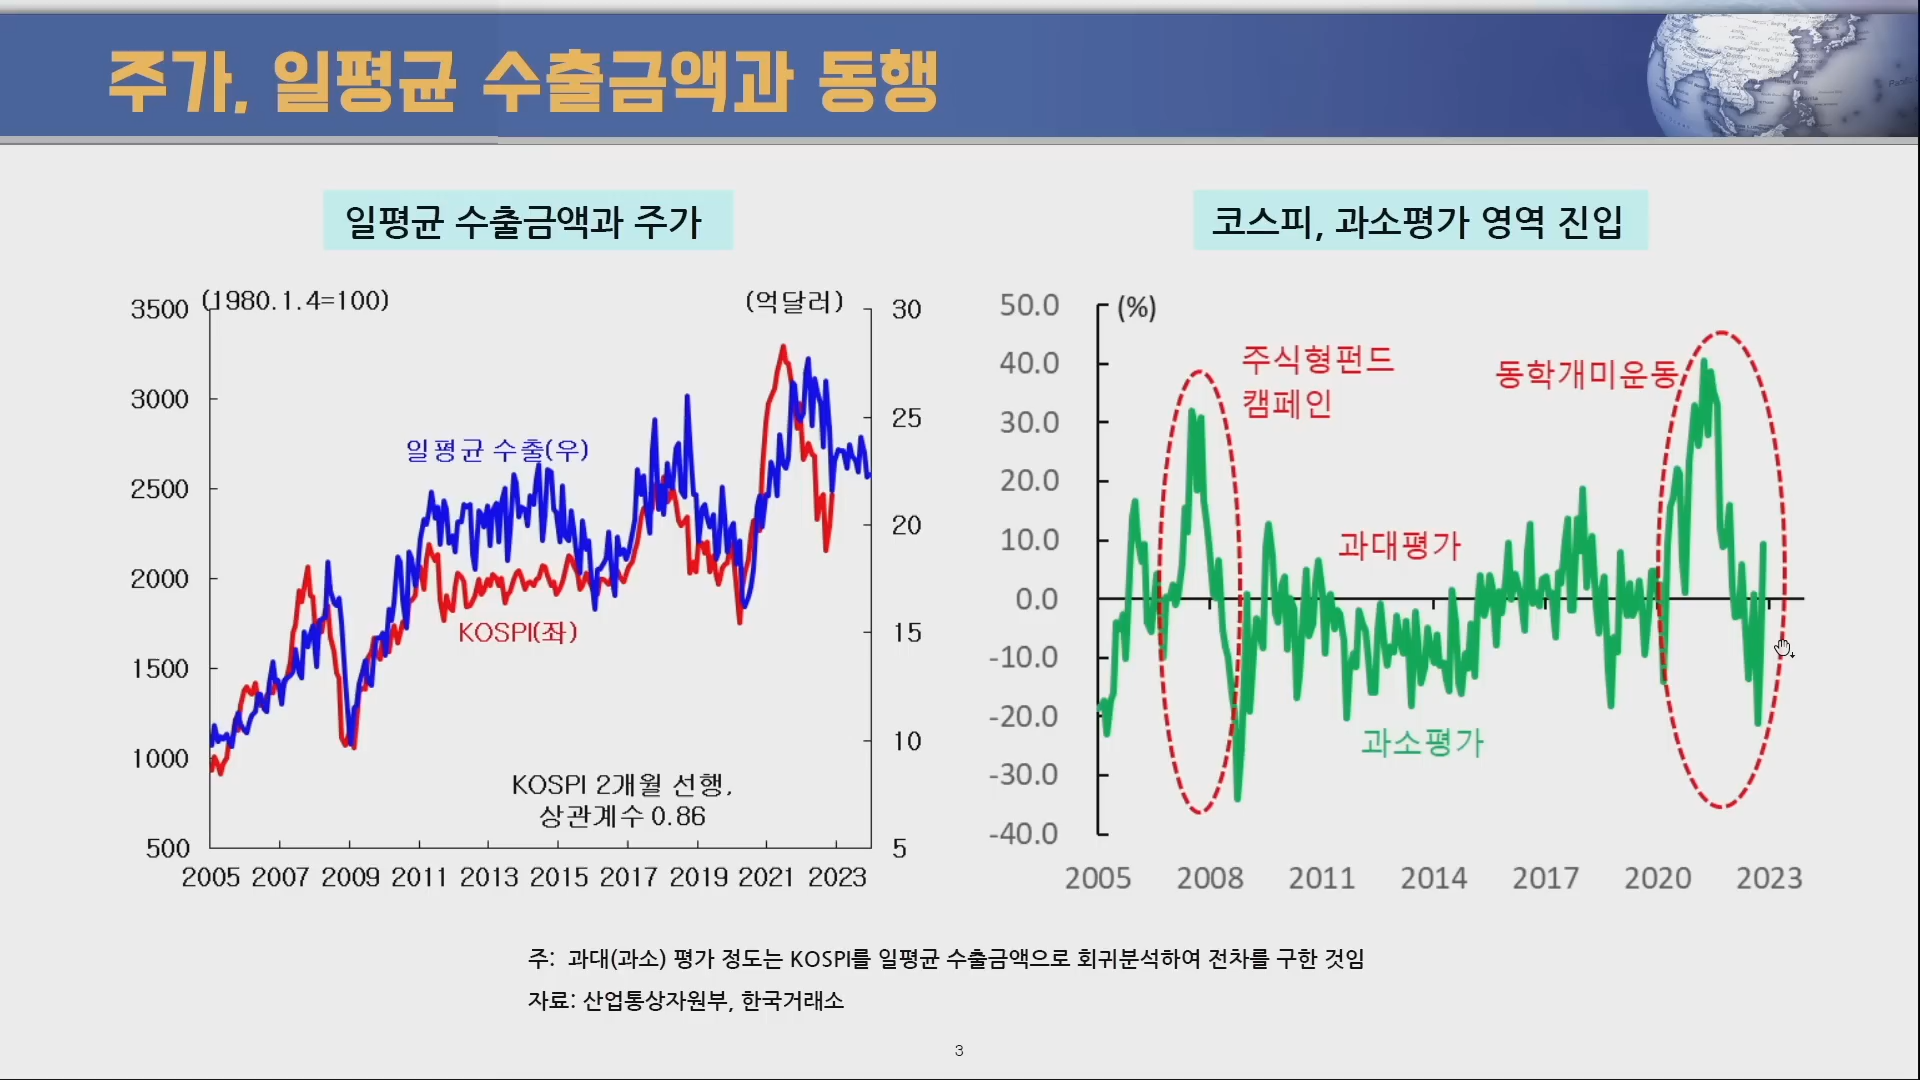 주가, 일평균 수출금액과 동행
일평균 수출금액과 주가
(1980.1.4=100)
(억달러)
3500
3000
2500
2000
1500
1000
500
30
25
20
15
10
5
일평균 수출(우)
KOSPI(좌)
KOSPI 2개월 선행,
상관계수 0.86
2005 2007 2009 2011 2013 2015 2017 2019 2021 2023
코스피, 과소평가 영역 진입
(%)
50.0
40.0
30.0
20.0
10.0
0.0
-10.0
-20.0
-30.0
-40.0
주식형펀드
캠페인
동학개미운동
과대평가
과소평가
2005 2008 2011 2014 2017 2020 2023
주: 과대(과소) 평가 정도는 KOSPI를 일평균 수출금액으로 회귀분석하여 전차를 구한 것임
자료: 산업통상자원부, 한국거래소
3